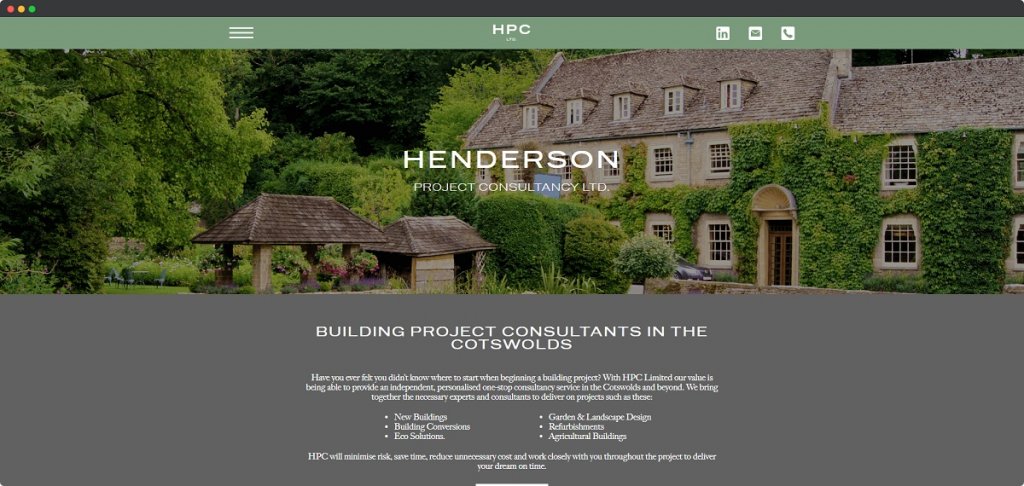 HPC
LTD.
HENDERSON
PROJECT CONSULTANCY LTD.
BUILDING PROJECT CONSULTANTS IN THE
COTSWOLDS
Have you ever felt you didn't know where to start when beginning a building project? With HPC Limited our value is
being able to provide an independent, personalised one-stop consultancy service in the Cotswolds and beyond. We bring
together the necessary experts and consultants to deliver on projects such as these:
• New Buildings
• Building Conversions
• Eco Solutions.
• Garden & Landscape Design
• Refurbishments
• Agricultural Buildings
HPC will minimise risk, save time, reduce unnecessary cost and work closely with you throughout the project to deliver
your dream on time.